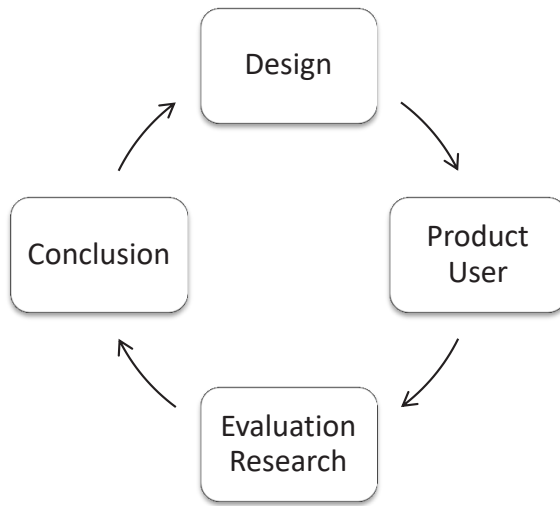 Design
Product
User
Evaluation
Research
Conclusion